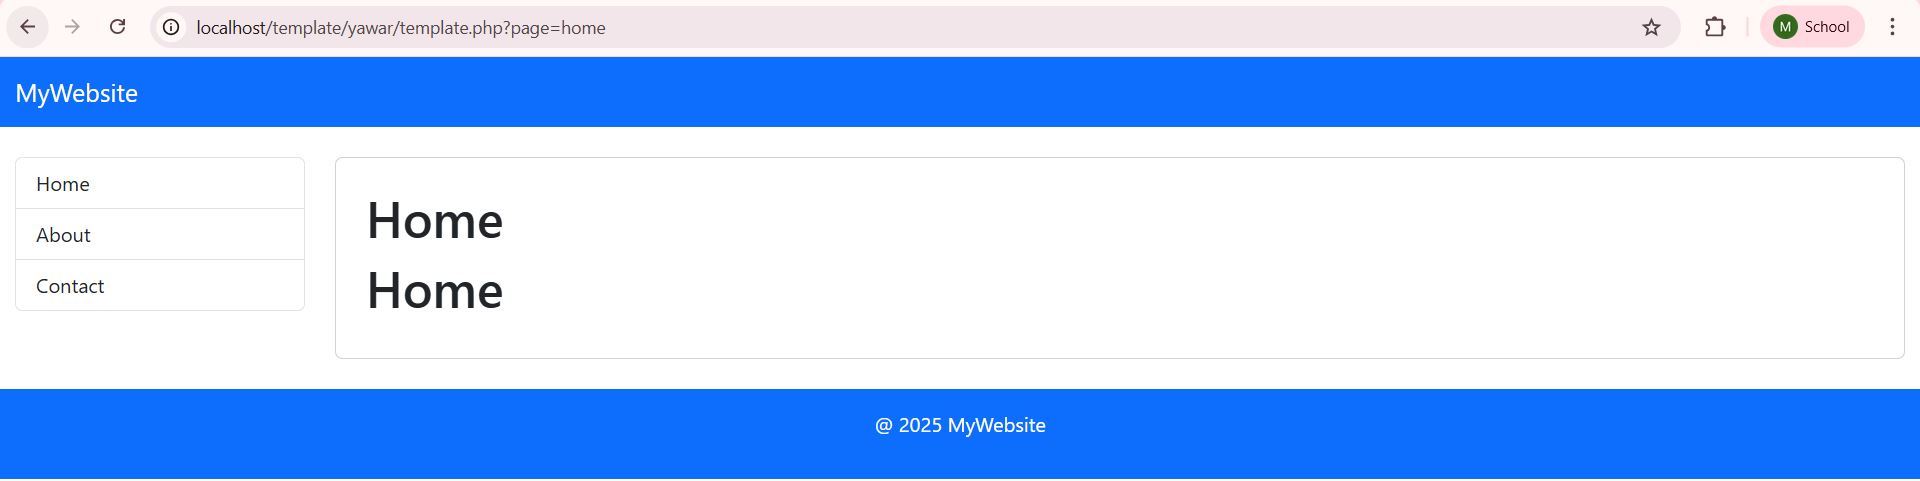 localhost/template/yawar/template.php?page=home
M School
MyWebsite
Home
About
Contact
Home
Home
@ 2025 MyWebsite